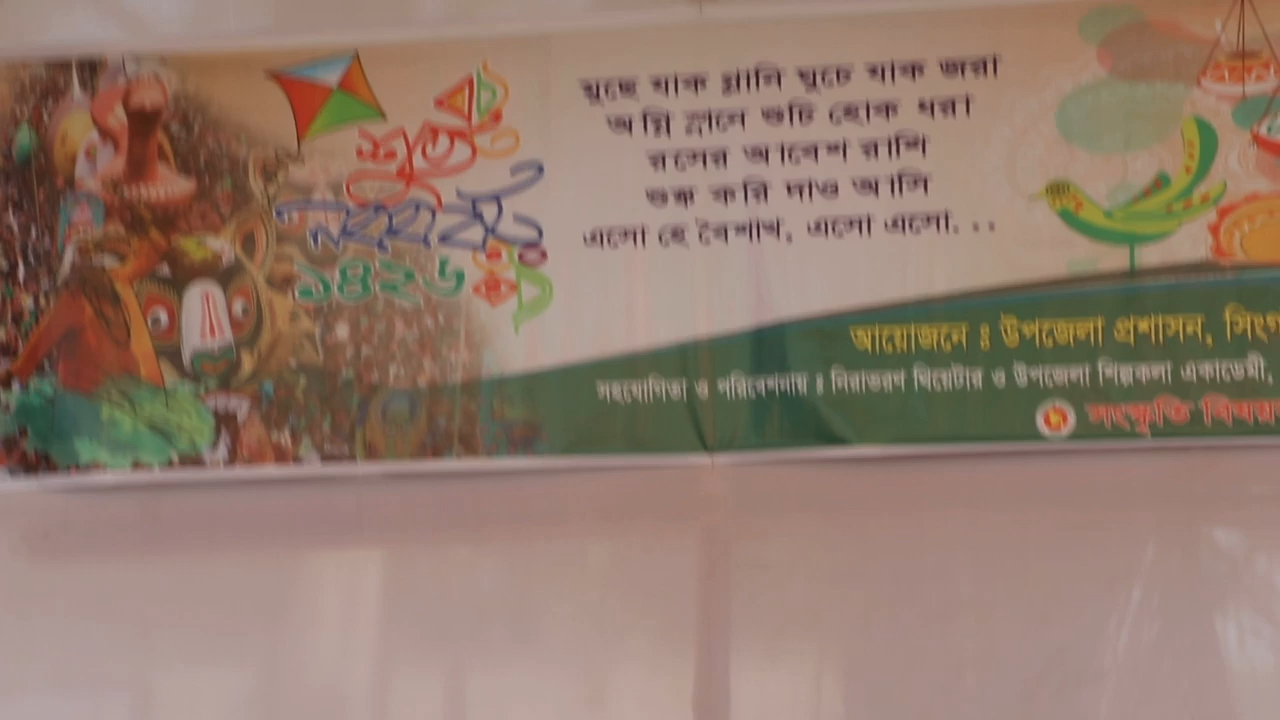 শুভ
নববর্ষ
১৪২৬
মুছে যাক গ্লানি ঘুচে যাক জরা
অগ্নি স্নানে শুচি হোক ধরা
রসের আবেশ রাশি
শুষ্ক করি দাও আসি
এসো হে বৈশাখ, এসো এসো...
আয়োজনে ঃ উপজেলা প্রশাসন,
সহযোগিতা ও পরিবেশনায় ঃ নিরাভরণ থিয়েটার ও উপজেলা শিল্পকলা একাডেমী,
সংস্কৃতি বিষয়